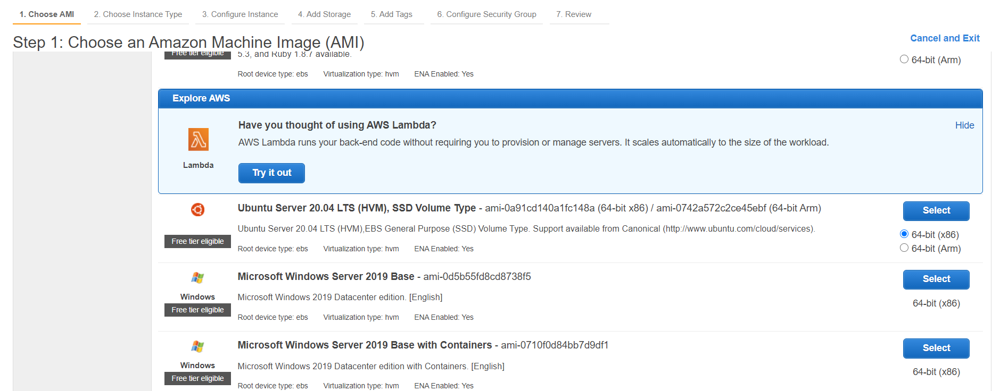 1. Choose AMI 2. Choose Instance Type 3. Configure Instance 4. Add Storage 5. Add Tags 6. Configure Security Group 7. Review
Step 1: Choose an Amazon Machine Image (AMI) Cancel and Exit
Free tier eligible 5.3, and Ruby 1.8.7 available.
64-bit (Arm)
Root device type: ebs Virtualization type: hvm ENA Enabled: Yes
Explore AWS
Have you thought of using AWS Lambda? Hide
AWS Lambda runs your back-end code without requiring you to provision or manage servers. It scales automatically to the size of the workload.
Lambda
Try it out
Ubuntu Server 20.04 LTS (HVM), SSD Volume Type - ami-0a91cd140a1fc148a (64-bit x86) / ami-0742a572c2ce45ebf (64-bit Arm) Select
Ubuntu Server 20.04 LTS (HVM),EBS General Purpose (SSD) Volume Type. Support available from Canonical (http://www.ubuntu.com/cloud/services).
64-bit (x86)
Free tier eligible
Root device type: ebs Virtualization type: hvm ENA Enabled: Yes 64-bit (Arm)
Microsoft Windows Server 2019 Base - ami-0d5b55fd8cd8738f5 Select
Windows Microsoft Windows 2019 Datacenter edition. [English]
64-bit (x86)
Free tier eligible
Root device type: ebs Virtualization type: hvm ENA Enabled: Yes
Microsoft Windows Server 2019 Base with Containers - ami-0710f0d84bb7d9df1 Select
Windows Microsoft Windows 2019 Datacenter edition with Containers. [English]
64-bit (x86)
Free tier eligible
Root device type: ebs Virtualization type: hvm ENA Enabled: Yes